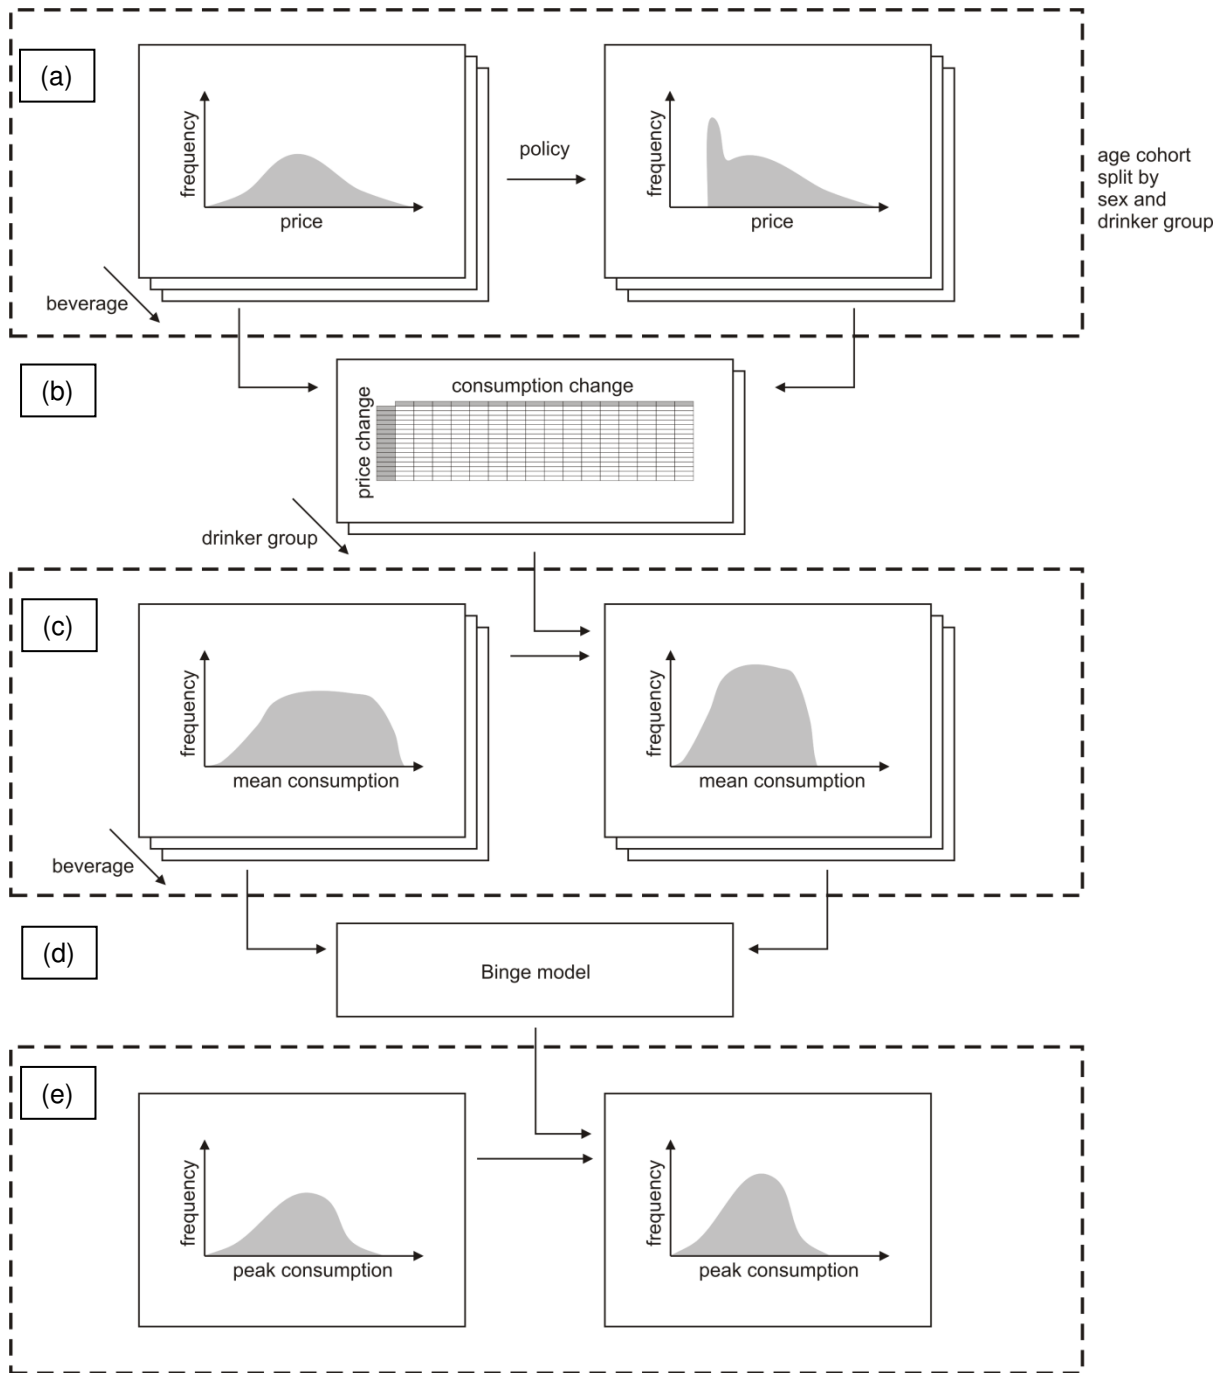 (a)
frequency
price
policy
frequency
price
age cohort
split by
sex and
drinker group
beverage
(b)
consumption change
price change
drinker group
(c)
frequency
mean consumption
frequency
mean consumption
beverage
(d)
Binge model
(e)
frequency
peak consumption
frequency
peak consumption